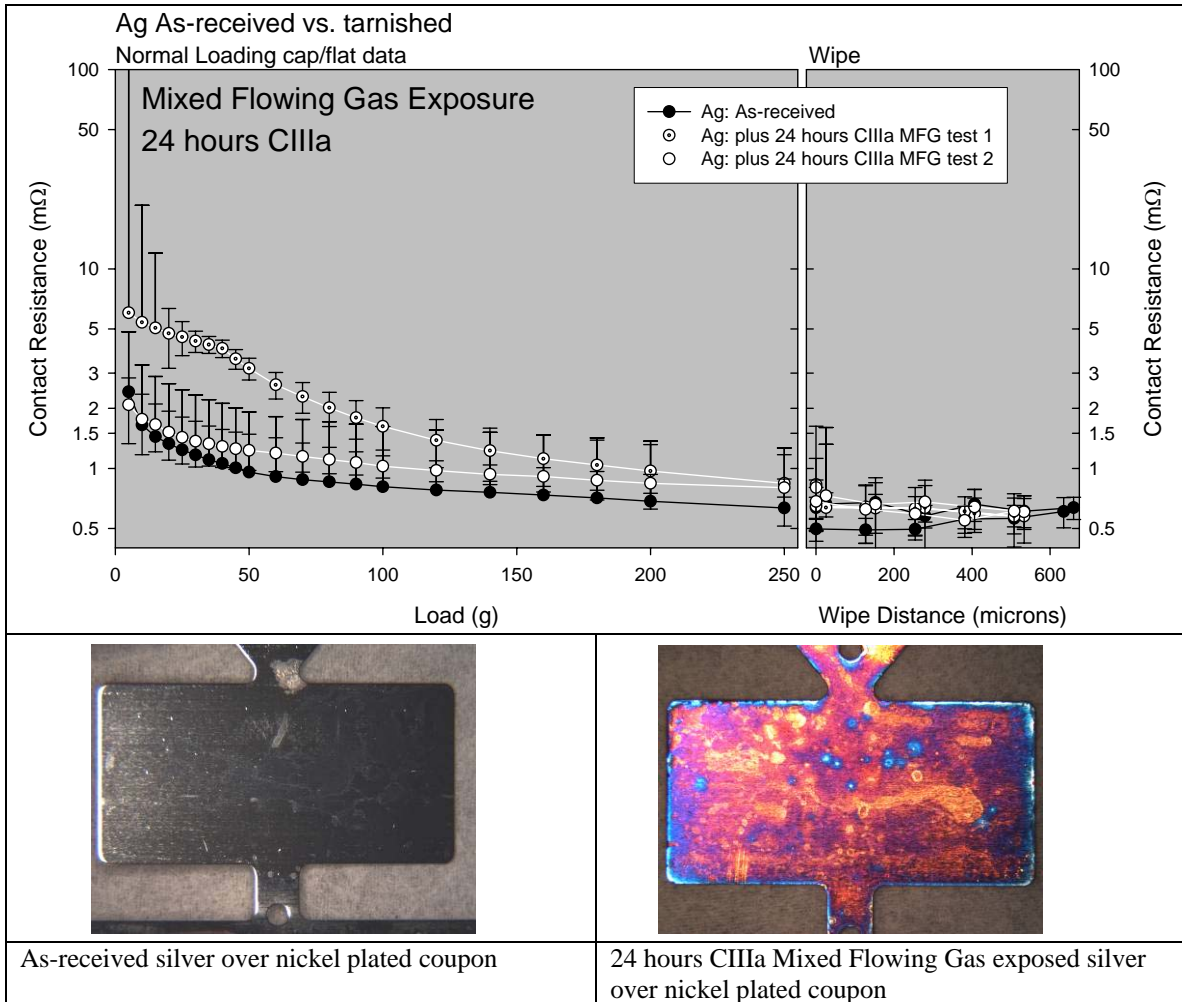 Ag As-received vs. tarnished
Normal Loading cap/flat data
Wipe
Mixed Flowing Gas Exposure
24 hours CIIIa
Ag: As-received
Ag: plus 24 hours CIIIa MFG test 1
Ag: plus 24 hours CIIIa MFG test 2
Contact Resistance (mΩ)
100
50
10
5
3
2
1.5
1
0.5
0 50 100 150 200 250
Load (g)
0 200 400 600
Wipe Distance (microns)
100
50
10
5
3
2
1.5
1
0.5
Contact Resistance (mΩ)
As-received silver over nickel plated coupon
24 hours CIIIa Mixed Flowing Gas exposed silver
over nickel plated coupon